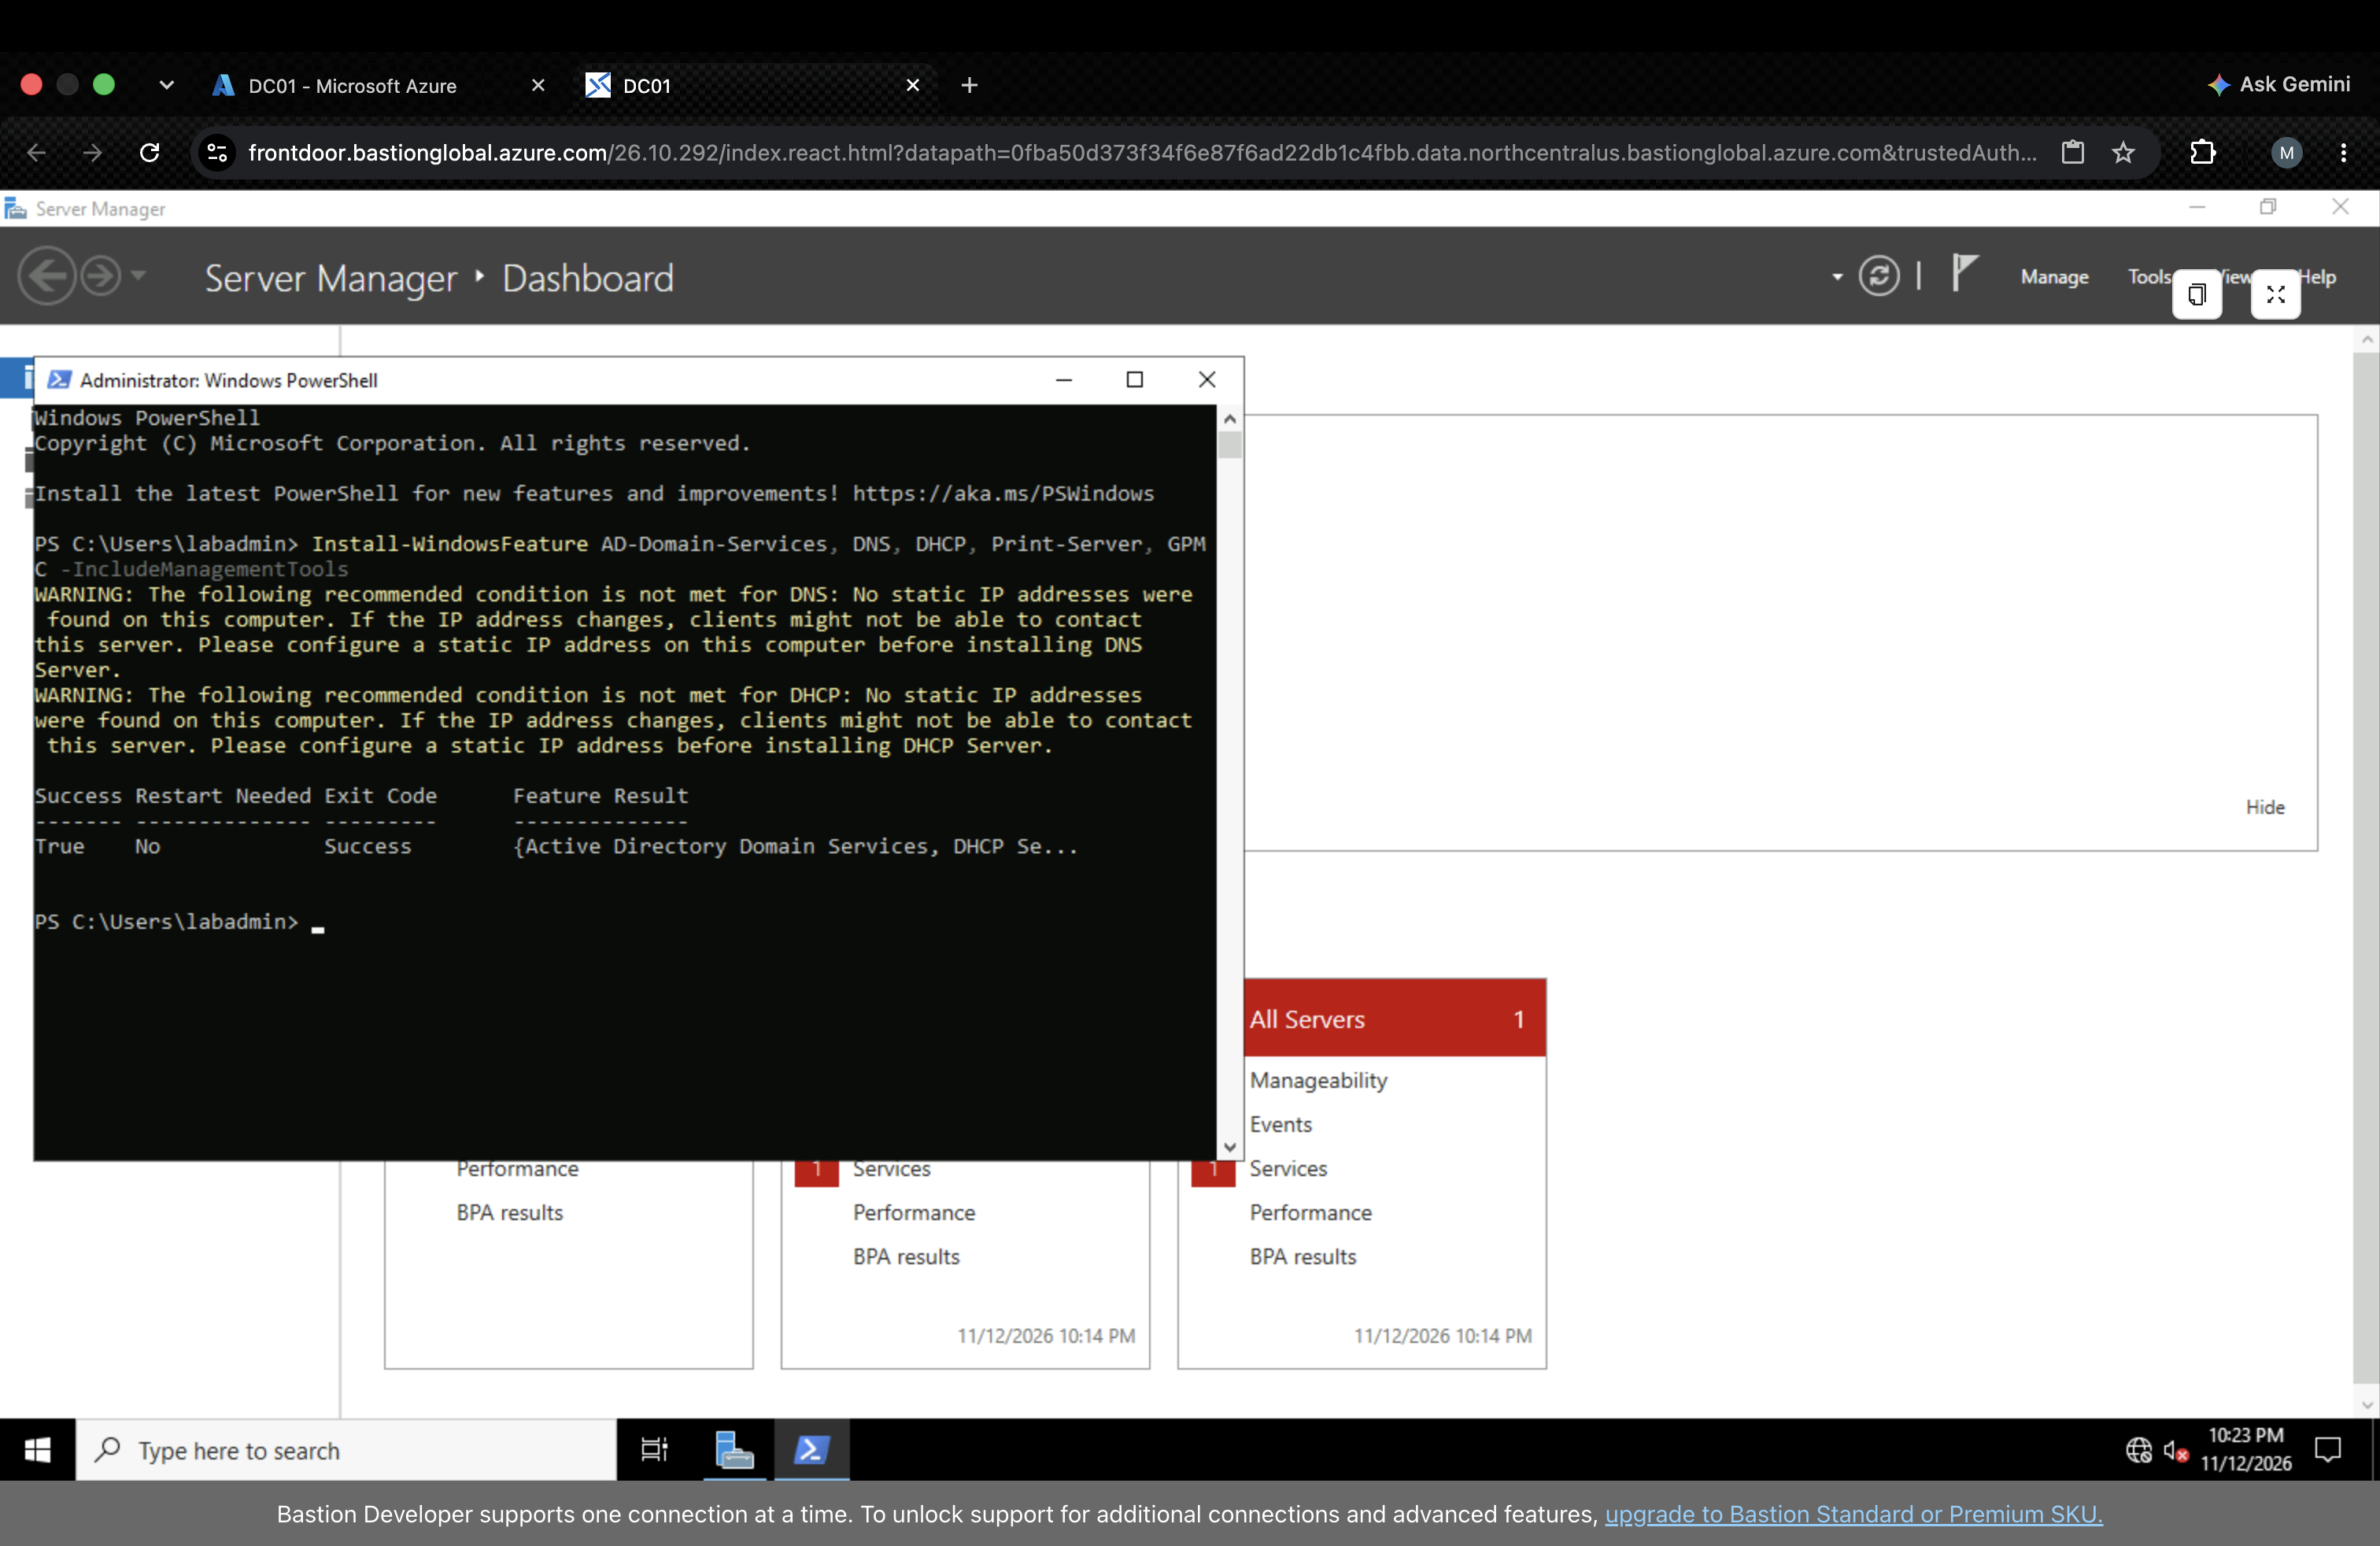 DC01 - Microsoft Azure
DC01
Ask Gemini
frontdoor.bastionglobal.azure.com/26.10.292/index.react.html?datapath=0fba50d373f34f6e87f6ad22db1c4fbb.data.northcentralus.bastionglobal.azure.com&trustedAuth...
M
Server Manager
Server Manager Dashboard
Manage Tools View Help
Administrator: Windows PowerShell
Windows PowerShell
Copyright (C) Microsoft Corporation. All rights reserved.
Install the latest PowerShell for new features and improvements! https://aka.ms/PSWindows
PS C:\Users\labadmin> Install-WindowsFeature AD-Domain-Services, DNS, DHCP, Print-Server, GPM
C -IncludeManagementTools
WARNING: The following recommended condition is not met for DNS: No static IP addresses were
found on this computer. If the IP address changes, clients might not be able to contact
this server. Please configure a static IP address on this computer before installing DNS
Server.
WARNING: The following recommended condition is not met for DHCP: No static IP addresses
were found on this computer. If the IP address changes, clients might not be able to contact
this server. Please configure a static IP address before installing DHCP Server.
Success Restart Needed Exit Code Feature Result
------- -------------- --------- --------------
True No Success {Active Directory Domain Services, DHCP Se...
PS C:\Users\labadmin> _
Hide
All Servers 1
Manageability
Events
Performance
BPA results
1 Services
Performance
BPA results
11/12/2026 10:14 PM
1 Services
Performance
BPA results
11/12/2026 10:14 PM
Type here to search
10:23 PM
11/12/2026
Bastion Developer supports one connection at a time. To unlock support for additional connections and advanced features, upgrade to Bastion Standard or Premium SKU.